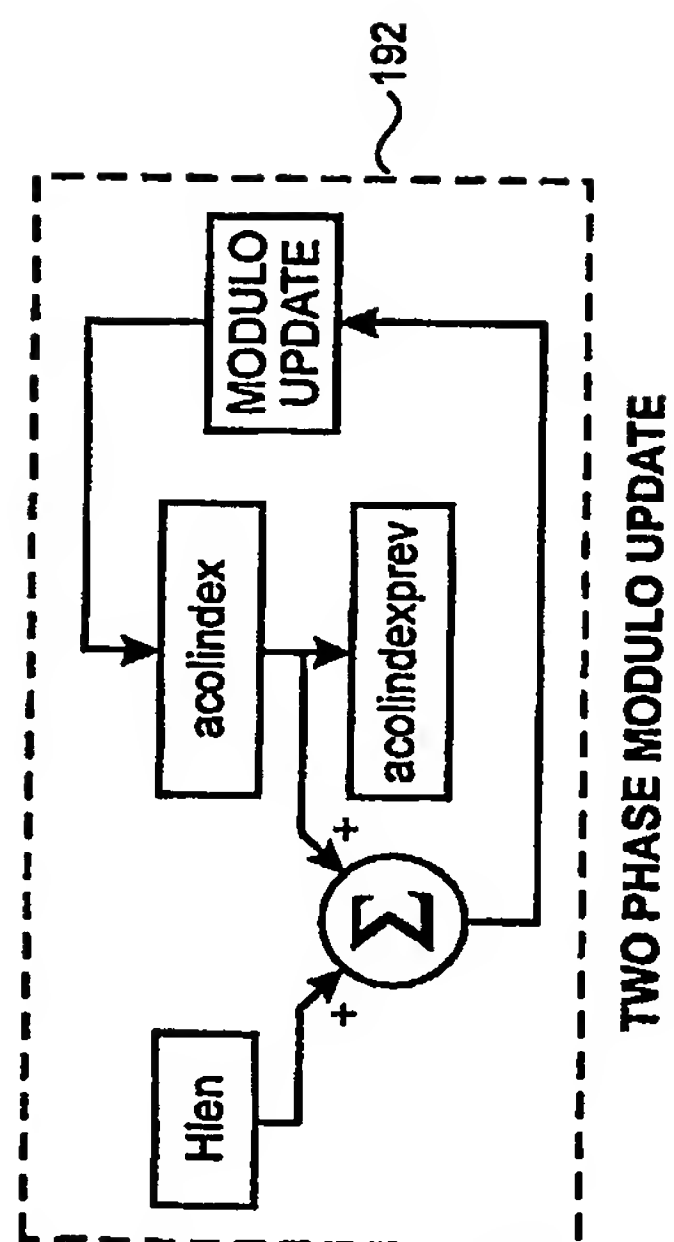 192
MODULO
UPDATE
acolindex
acolindexprev
+
Σ
+
Hlen
TWO PHASE MODULO UPDATE